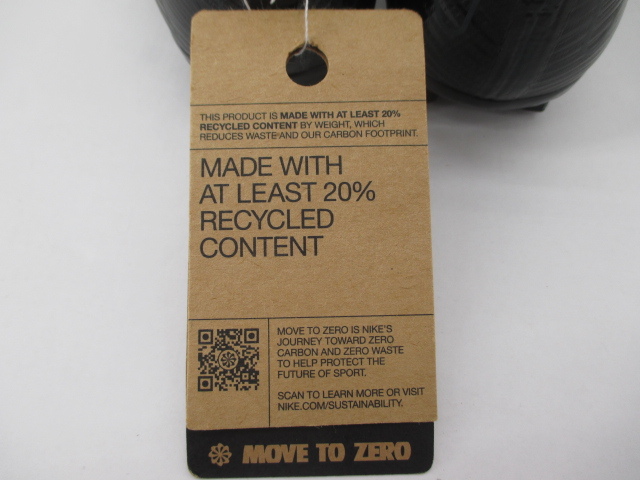 THIS PRODUCT IS MADE WITH AT LEAST 20%
RECYCLED CONTENT BY WEIGHT, WHICH
REDUCES WASTE AND OUR CARBON FOOTPRINT.
MADE WITH
AT LEAST 20%
RECYCLED
CONTENT
MOVE TO ZERO IS NIKE'S
JOURNEY TOWARD ZERO
CARBON AND ZERO WASTE
TO HELP PROTECT THE
FUTURE OF SPORT.
SCAN TO LEARN MORE OR VISIT
NIKE.COM/SUSTAINABILITY.
MOVE TO ZERO